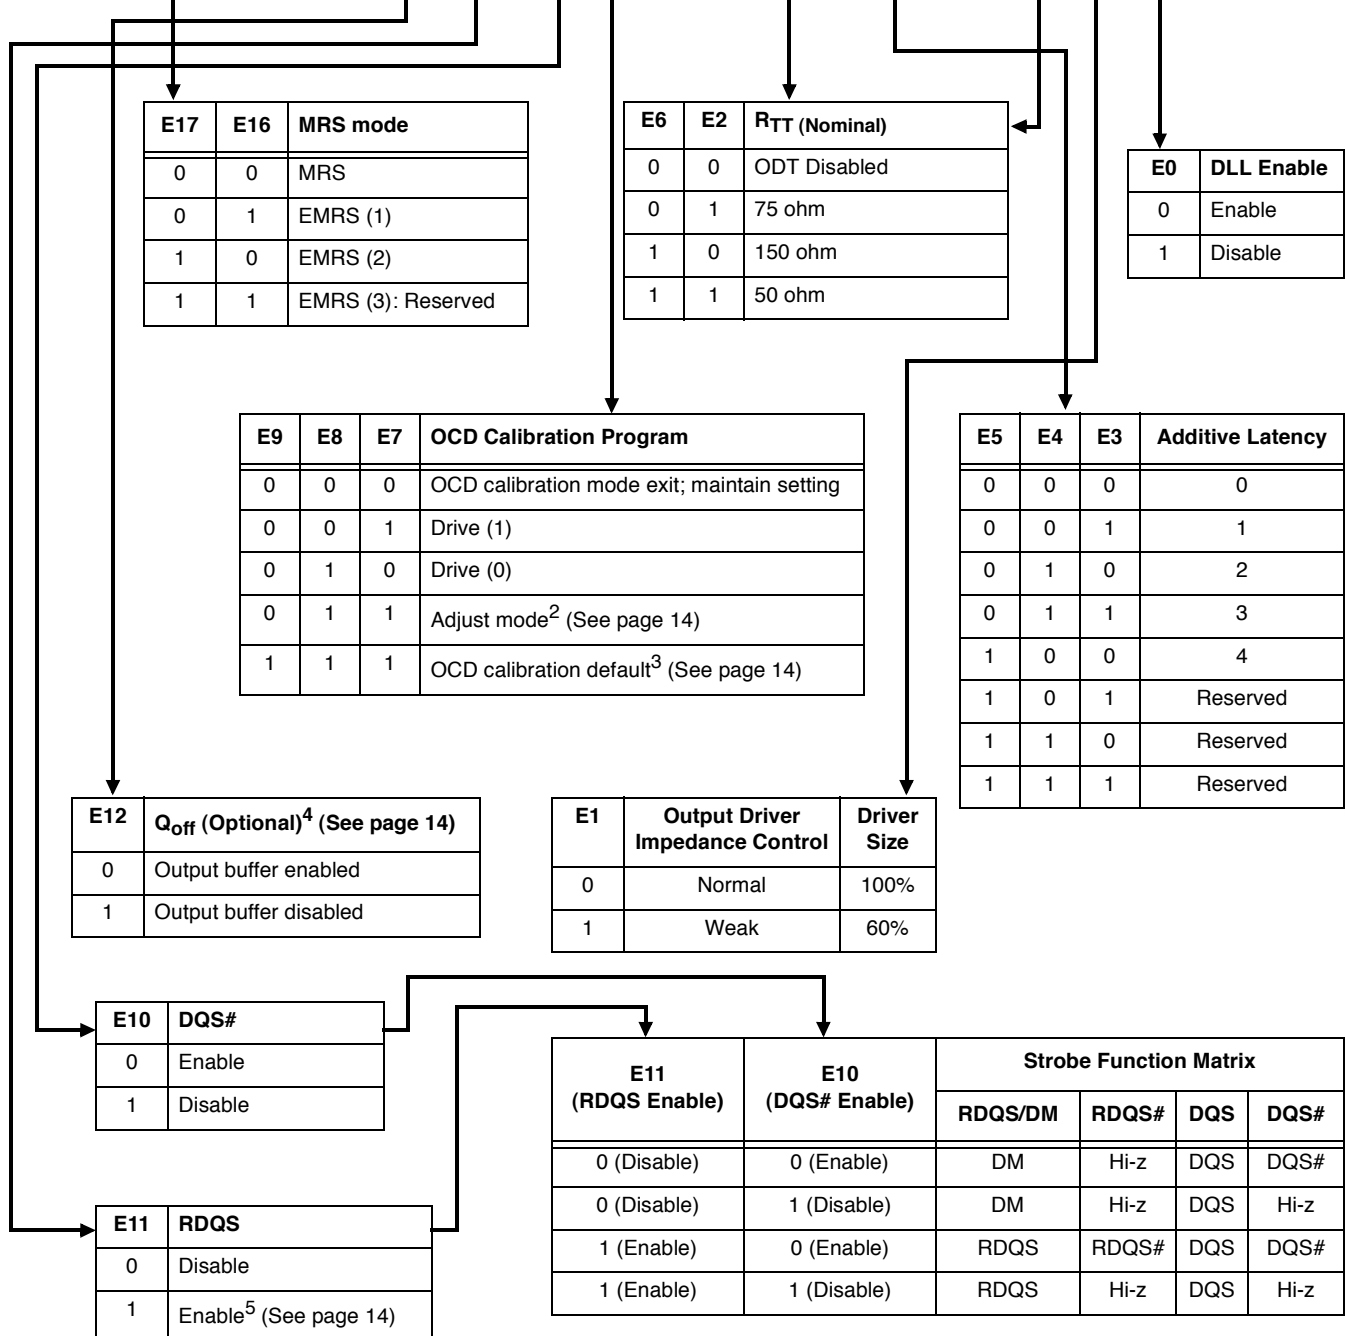 E17 E16 MRS mode
0 0 MRS
0 1 EMRS (1)
1 0 EMRS (2)
1 1 EMRS (3): Reserved
E6 E2 RTT (Nominal)
0 0 ODT Disabled
0 1 75 ohm
1 0 150 ohm
1 1 50 ohm
E0 DLL Enable
0 Enable
1 Disable
E9 E8 E7 OCD Calibration Program
0 0 0 OCD calibration mode exit; maintain setting
0 0 1 Drive (1)
0 1 0 Drive (0)
0 1 1 Adjust mode2 (See page 14)
1 1 1 OCD calibration default3 (See page 14)
E5 E4 E3 Additive Latency
0 0 0 0
0 0 1 1
0 1 0 2
0 1 1 3
1 0 0 4
1 0 1 Reserved
1 1 0 Reserved
1 1 1 Reserved
E12 Qoff (Optional)4 (See page 14)
0 Output buffer enabled
1 Output buffer disabled
E1 Output Driver Driver
Impedance Control Size
0 Normal 100%
1 Weak 60%
E10 DQS#
0 Enable
1 Disable
E11 RDQS
0 Disable
1 Enable5 (See page 14)
E11 E10 Strobe Function Matrix
(RDQS Enable) (DQS# Enable)
RDQS/DM RDQS# DQS DQS#
0 (Disable) 0 (Enable) DM Hi-z DQS DQS#
0 (Disable) 1 (Disable) DM Hi-z DQS Hi-z
1 (Enable) 0 (Enable) RDQS RDQS# DQS DQS#
1 (Enable) 1 (Disable) RDQS Hi-z DQS Hi-z